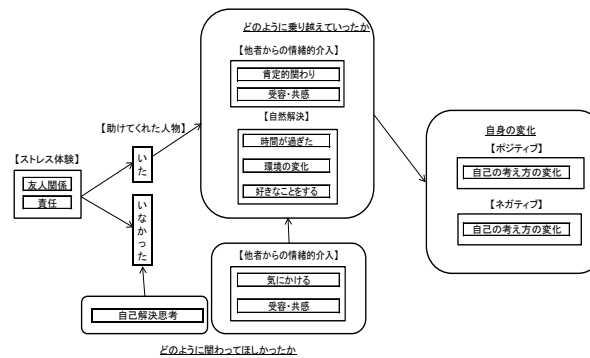 どのように乗り越えていったか
【他者からの情緒的介入】
肯定的関わり
受容・共感
【自然解決】
時間が過ぎた
環境の変化
好きなことをする
【助けてくれた人物】
いた
いなかった
【ストレス体験】
友人関係
責任
自身の変化
【ポジティブ】
自己の考え方の変化
【ネガティブ】
自己の考え方の変化
【他者からの情緒的介入】
気にかける
受容・共感
自己解決思考
どのように関わってほしかったか